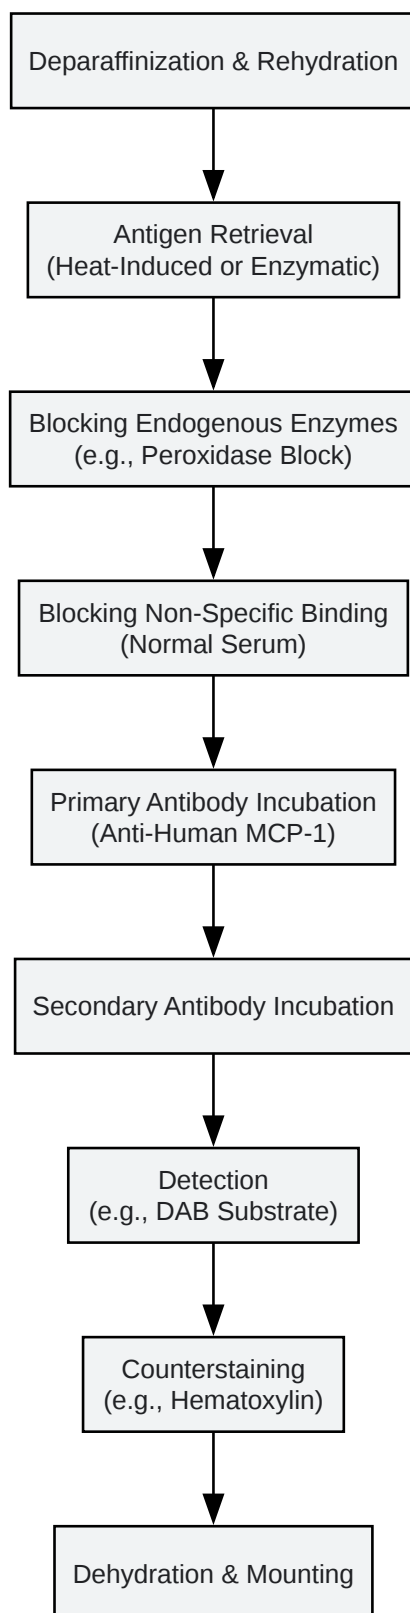 Deparaffinization & Rehydration
Antigen Retrieval
(Heat-Induced or Enzymatic)
Blocking Endogenous Enzymes
(e.g., Peroxidase Block)
Blocking Non-Specific Binding
(Normal Serum)
Primary Antibody Incubation
(Anti-Human MCP-1)
Secondary Antibody Incubation
Detection
(e.g., DAB Substrate)
Counterstaining
(e.g., Hematoxylin)
Dehydration & Mounting